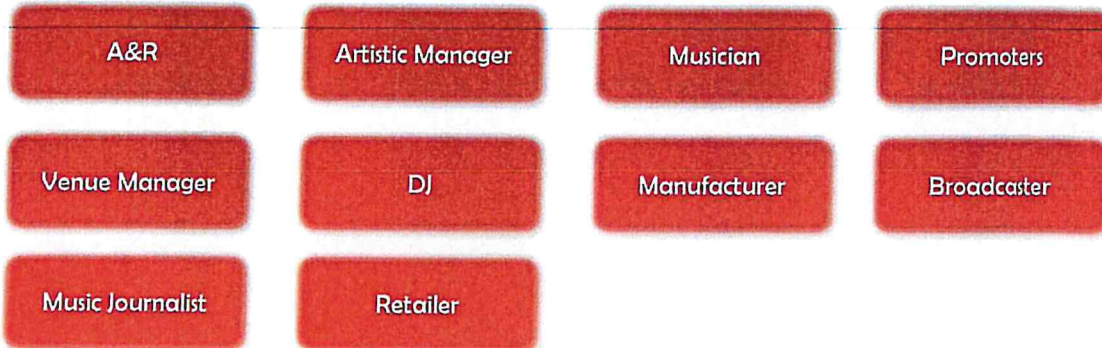 A&R
Artistic Manager
Musician
Promoters
Venue Manager
DJ
Manufacturer
Broadcaster
Music Journalist
Retailer